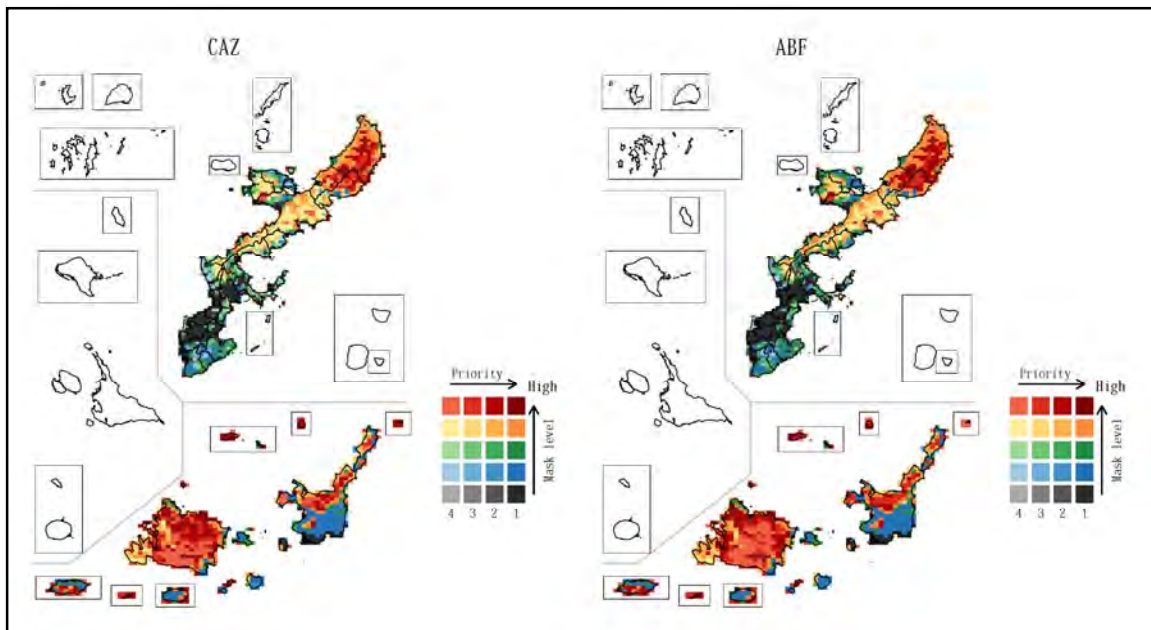 CAZ
ABF
Priority
High
Mask level
4 3 2 1
Priority
High
Mask level
4 3 2 1